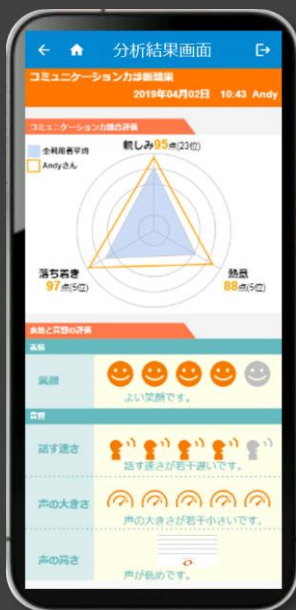 分析結果画面
コミュニケーション力診断結果
2019年04月02日 10:43 Andy
コミュニケーション力総合評価
全利用者平均
Andyさん
親しみ95点(23位)
落ち着き
97点(5位)
熱意
88点(5位)
表情と音声の評価
表情
笑顔
よい笑顔です。
音声
話す速さ
話す速さが若干遅いです。
声の大きさ
声の大きさが若干小さいです。
声の高さ
声が低めです。